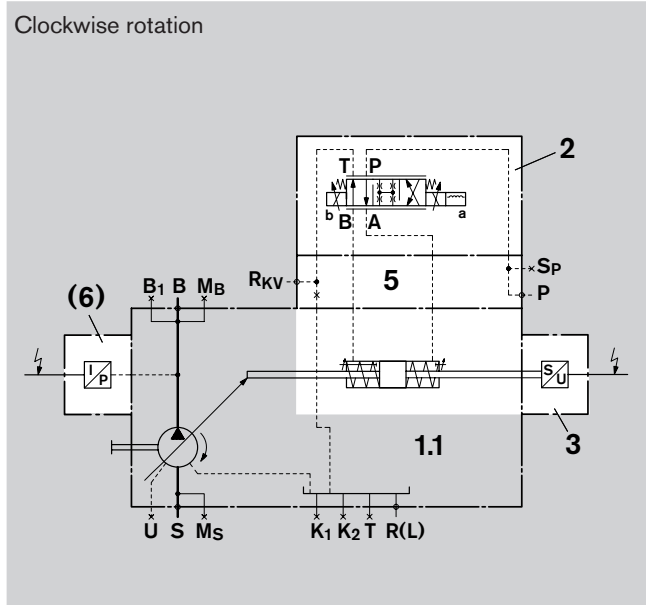 Clockwise rotation
2
T P
b B A a
RKV
5
SP
P
B1 B MB
(6)
I
P
S
U
3
1.1
U S MS
K1 K2 T R(L)